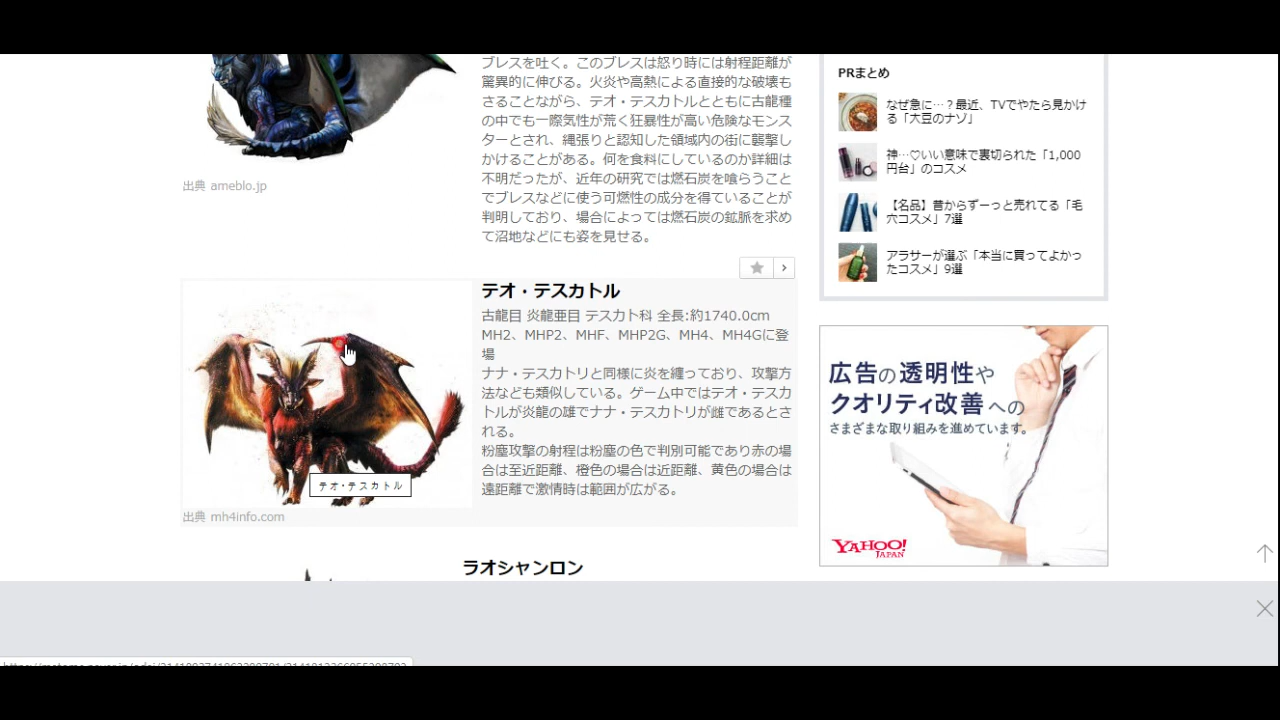 ブレスを吐く。このブレスは怒り時には射程距離が
驚異的に伸びる。火炎や高熱による直接的な破壊も
さることながら、テオ・テスカトルとともに古龍種
の中でも一際気性が荒く狂暴性が高い危険なモンス
ターとされ、縄張りと認知した領域内の街に襲撃し
かけることがある。何を食料にしているのか詳細は
不明だったが、近年の研究では燃石炭を喰らうこと
でブレスなどに使う可燃性の成分を得ていることが
判明しており、場合によっては燃石炭の鉱脈を求め
て沼地などにも姿を見せる。
出典 ameblo.jp
テオ・テスカトル
古龍目 炎龍亜目 テスカト科 全長:約1740.0cm
MH2、MHP2、MHF、MHP2G、MH4、MH4Gに登
場
ナナ・テスカトリと同様に炎を纏っており、攻撃方
法なども類似している。ゲーム中ではテオ・テスカ
トルが炎龍の雄でナナ・テスカトリが雌であるとさ
れる。
粉塵攻撃の射程は粉塵の色で判別可能であり赤の場
合は至近距離、橙色の場合は近距離、黄色の場合は
遠距離で激情時は範囲が広がる。
テオ・テスカトル
出典 mh4info.com
ラオシャンロン
PRまとめ
なぜ急に…？最近、TVでやたら見かけ
る「大豆のナゾ」
神…♡いい意味で裏切られた「1,000
円台」のコスメ
【名品】昔からずーっと売れてる「毛
穴コスメ」7選
アラサーが選ぶ「本当に買ってよかっ
たコスメ」9選
広告の透明性や
クオリティ改善への
さまざまな取り組みを進めています。
YAHOO!
JAPAN